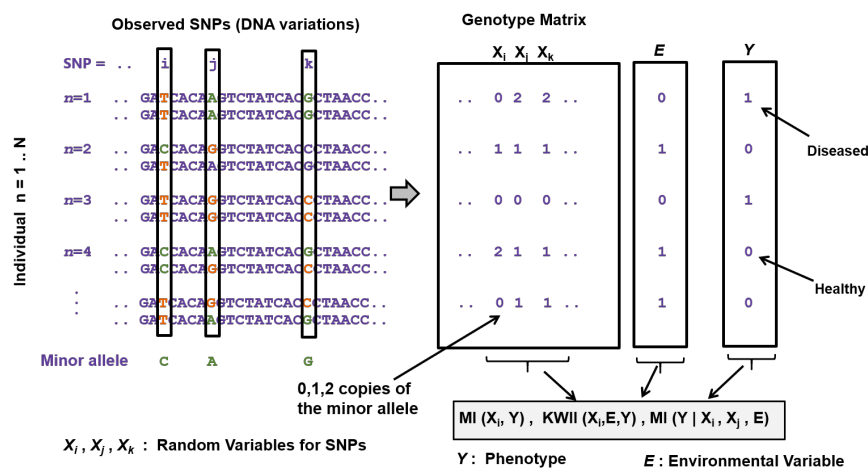 Observed SNPs (DNA variations)
Genotype Matrix
SNP = .. i j k
Individual n = 1 .. N
n=1 .. GATCACAAGTCTATCACGCTAACC..
.. GATCACAAGTCTATCACGCTAACC..
n=2 .. GACCACAGGTCTATCACCCTAACC..
.. GATCACAAGTCTATCACGCTAACC..
n=3 .. GATCACAGGTCTATCACCCTAACC..
.. GATCACAGGTCTATCACCCTAACC..
n=4 .. GACCACAAGTCTATCACGCTAACC..
.. GACCACAGGTCTATCACCCTAACC..
.. GATCACAGGTCTATCACCCTAACC..
.. GATCACAAGTCTATCACGCTAACC..
Minor allele C A G
Xi Xj Xk E Y
.. 0 2 2 .. 0 1
.. 1 1 1 .. 1 0
.. 0 0 0 .. 0 1
.. 2 1 1 .. 1 0
.. 0 1 1 .. 1 0
Diseased
Healthy
0,1,2 copies of
the minor allele
MI (Xi, Y) , KWII (Xi,E,Y) , MI (Y | Xi , Xj , E)
Xi , Xj , Xk : Random Variables for SNPs
Y : Phenotype
E : Environmental Variable